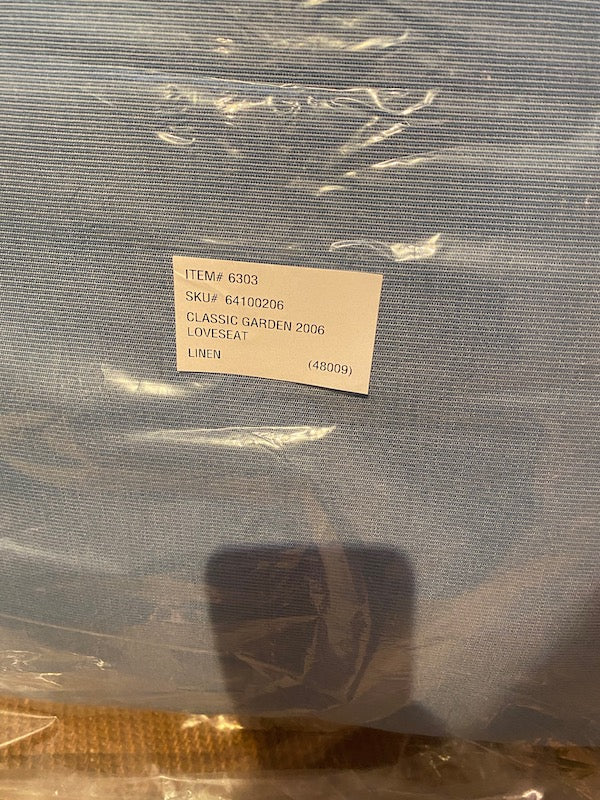 ITEM# 6303
SKU# 64100206
CLASSIC GARDEN 2006
LOVESEAT
LINEN (48009)